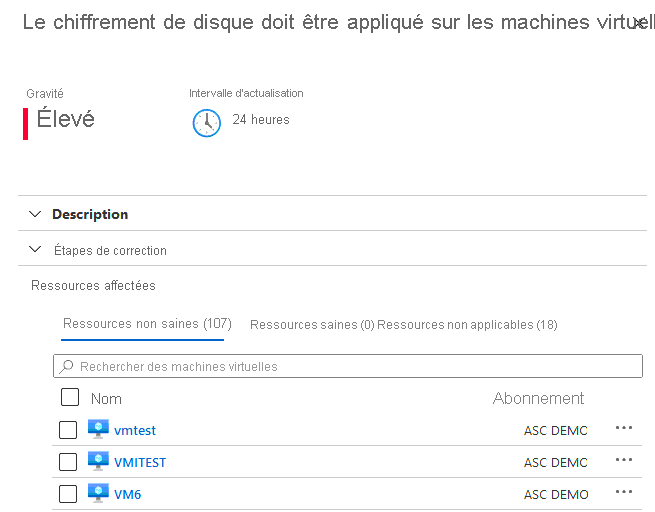 Le chiffrement de disque doit être appliqué sur les machines virtuell
Gravité
Intervalle d'actualisation
Élevé
24 heures
Description
Étapes de correction
Ressources affectées
Ressources non saines (107) Ressources saines (0) Ressources non applicables (18)
Rechercher des machines virtuelles
Nom Abonnement
vmtest ASC DEMO
VMITEST ASC DEMO
VM6 ASC DEMO